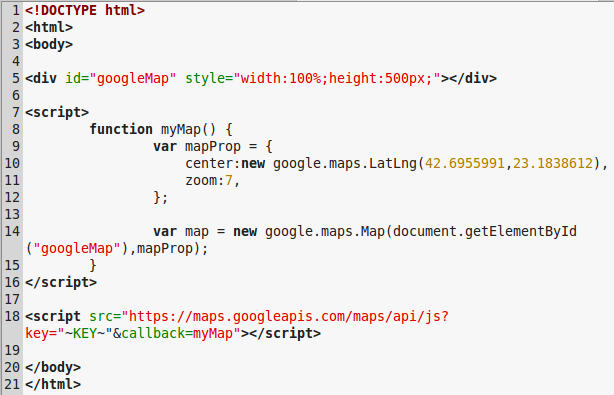 1 <!DOCTYPE html>
2 <html>
3 <body>
4
5 <div id="googleMap" style="width:100%;height:500px;"></div>
6
7 <script>
8         function myMap() {
9                 var mapProp = {
10                     center:new google.maps.LatLng(42.6955991,23.1838612),
11                     zoom:7,
12                 };
13
14                 var map = new google.maps.Map(document.getElementById
("googleMap"),mapProp);
15         }
16 </script>
17
18 <script src="https://maps.googleapis.com/maps/api/js?
key="~KEY~"&callback=myMap"></script>
19
20 </body>
21 </html>